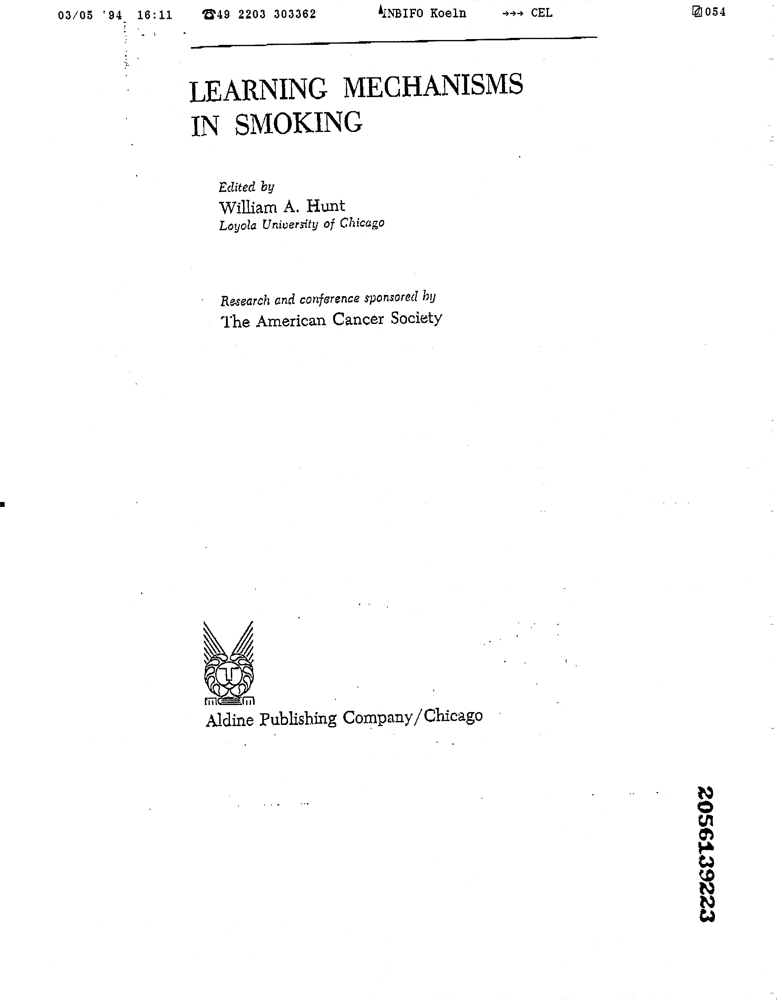 03/05 '94 16:11 ☎49 2203 303362 INBIFO Koeln →→→ CEL 054
LEARNING MECHANISMS
IN SMOKING
Edited by
William A. Hunt
Loyola University of Chicago
Research and conference sponsored by
The American Cancer Society
Aldine Publishing Company/Chicago
2056139223